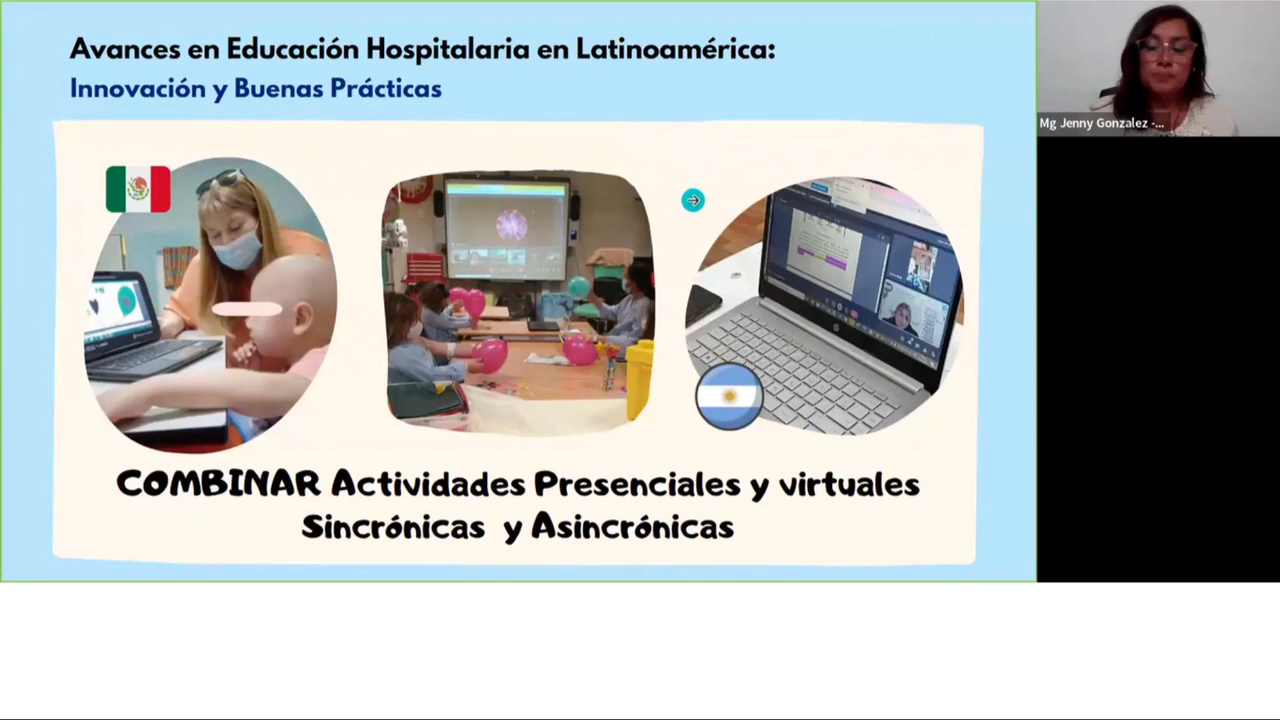 Avances en Educación Hospitalaria en Latinoamérica:
Innovación y Buenas Prácticas
Mg Jenny Gonzalez -...
COMBINAR Actividades Presenciales y virtuales
Sincrónicas y Asincrónicas